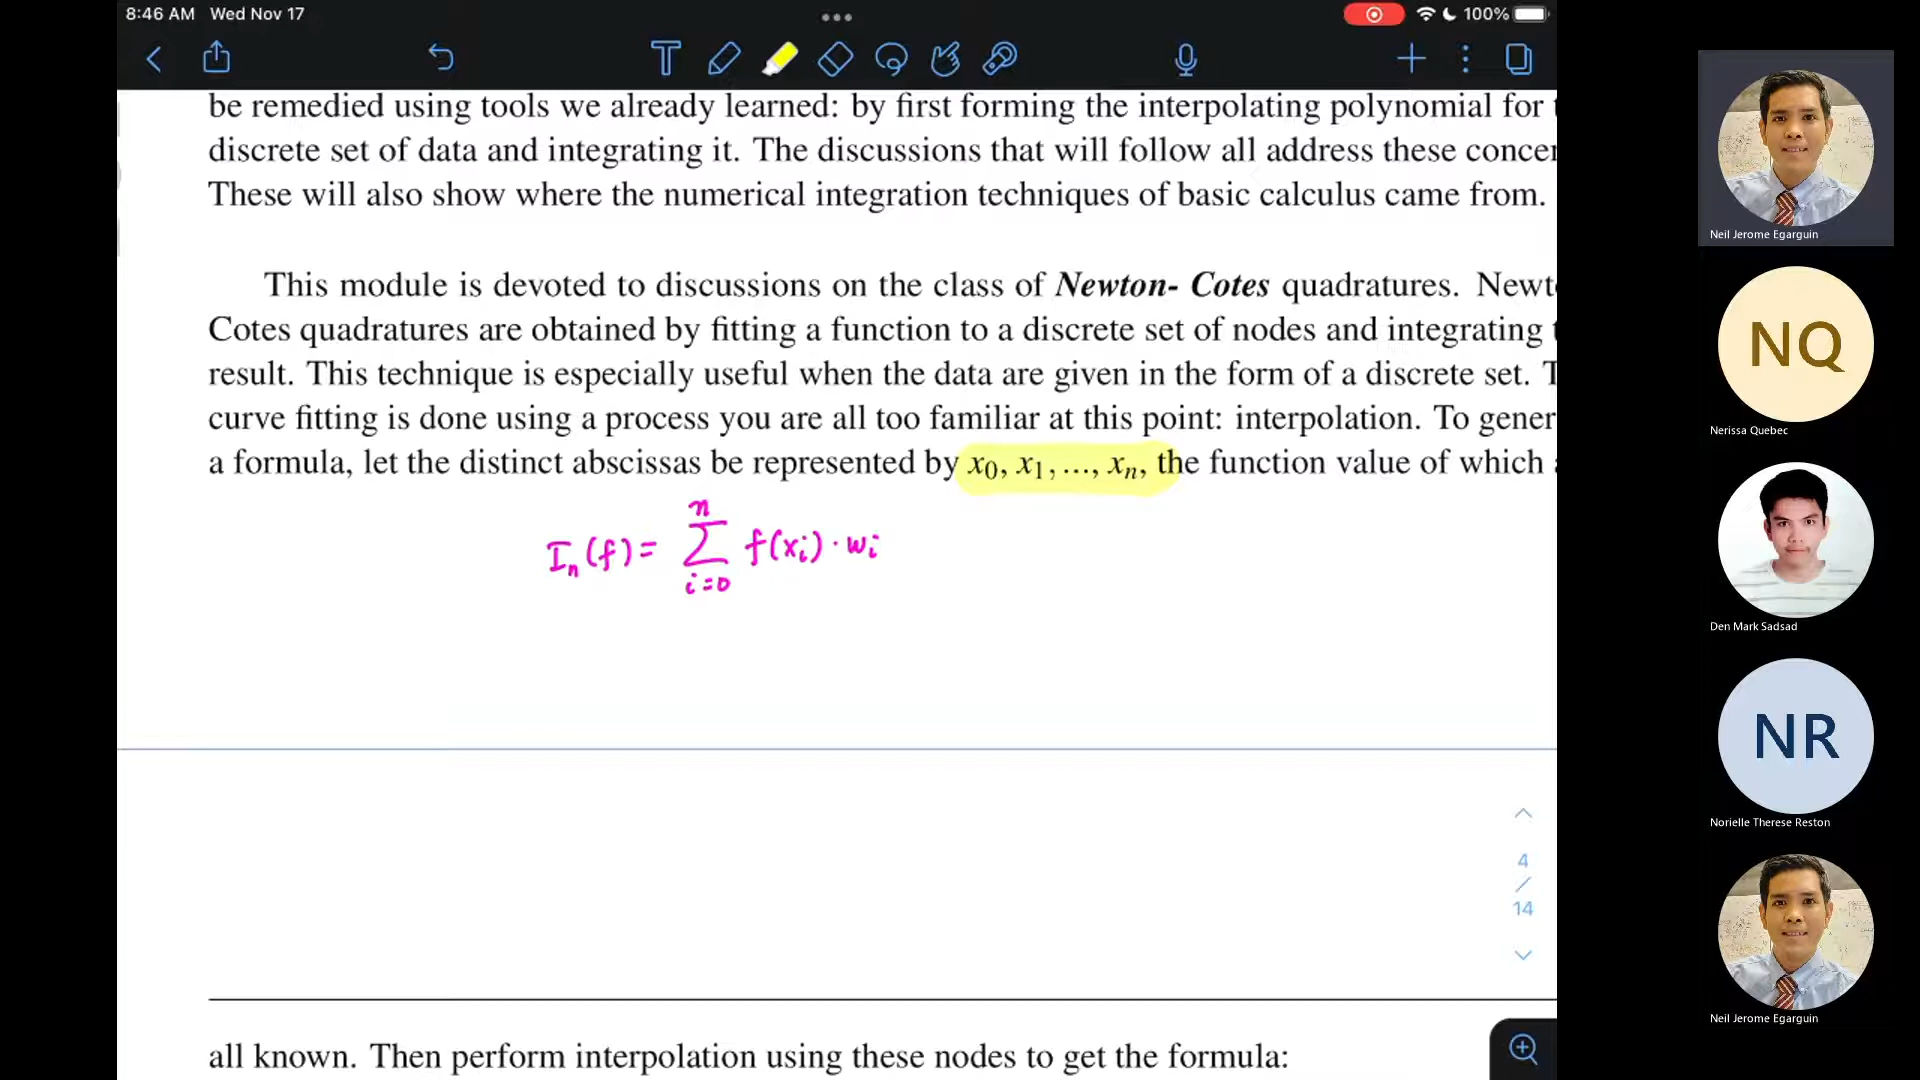 8:46 AM Wed Nov 17
100%
be remedied using tools we already learned: by first forming the interpolating polynomial for
discrete set of data and integrating it. The discussions that will follow all address these concer
These will also show where the numerical integration techniques of basic calculus came from.
This module is devoted to discussions on the class of Newton- Cotes quadratures. Newt
Cotes quadratures are obtained by fitting a function to a discrete set of nodes and integrating
result. This technique is especially useful when the data are given in the form of a discrete set. T
curve fitting is done using a process you are all too familiar at this point: interpolation. To gener
a formula, let the distinct abscissas be represented by x₀, x₁, ..., xₙ, the function value of which
Iₙ(f) = ∑ᵢ₌₀ⁿ f(xᵢ) · wᵢ
4
/
14
all known. Then perform interpolation using these nodes to get the formula:
Neil Jerome Egarguin
NQ
Nerissa Quebec
Den Mark Sadsad
NR
Norielle Therese Reston
Neil Jerome Egarguin